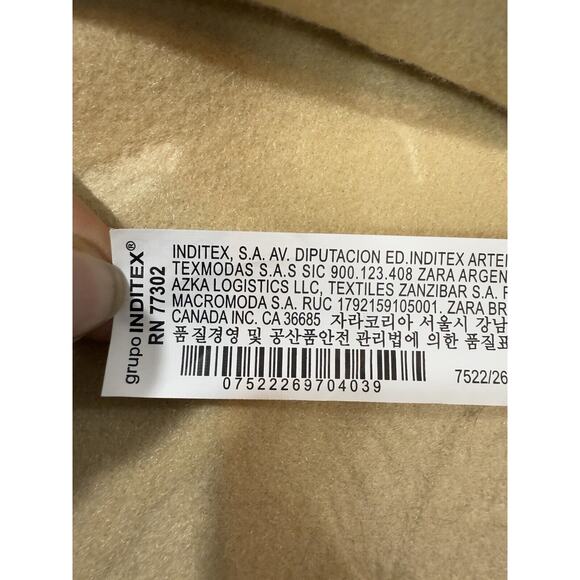 grupo INDITEX®
RN 77302
INDITEX, S.A. AV. DIPUTACION ED.INDITEX
TEXMODAS S.A.S SIC 900.123.408 ZARA
AZKA LOGISTICS LLC, TEXTILES ZANZIBAR S.A.
MACROMODA S.A. RUC 1792159105001. ZARA
CANADA INC. CA 36685 자라코리아 서울시 강남
품질경영 및 공산품안전 관리법에 의한 품질표
07522269704039
7522/26